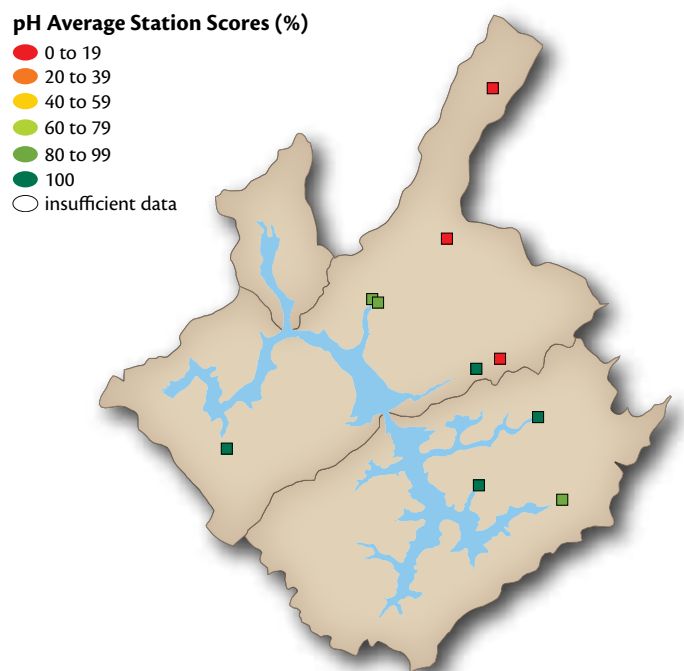 pH Average Station Scores (%)
0 to 19
20 to 39
40 to 59
60 to 79
80 to 99
100
insufficient data